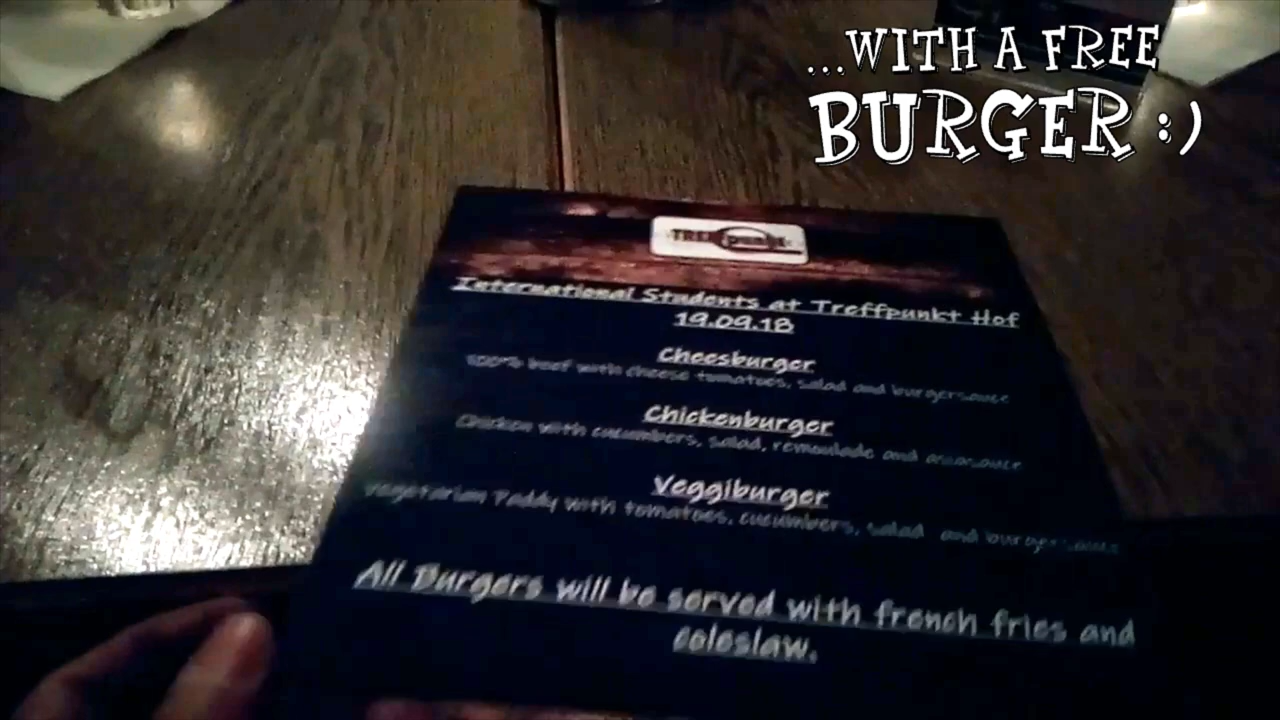 ...WITH A FREE
BURGER :)
TREFFpunkt
International Students at Treffpunkt Hof
19.09.18
Cheesburger
100% beef with cheese tomatoes, salad and burgersauce
Chickenburger
Chicken with cucumbers, salad, remoulade and
Veggiburger
Vegetarian Paddy with tomatoes, cucumbers, salad and burgersauce
All Burgers will be served with french fries and
coleslaw.